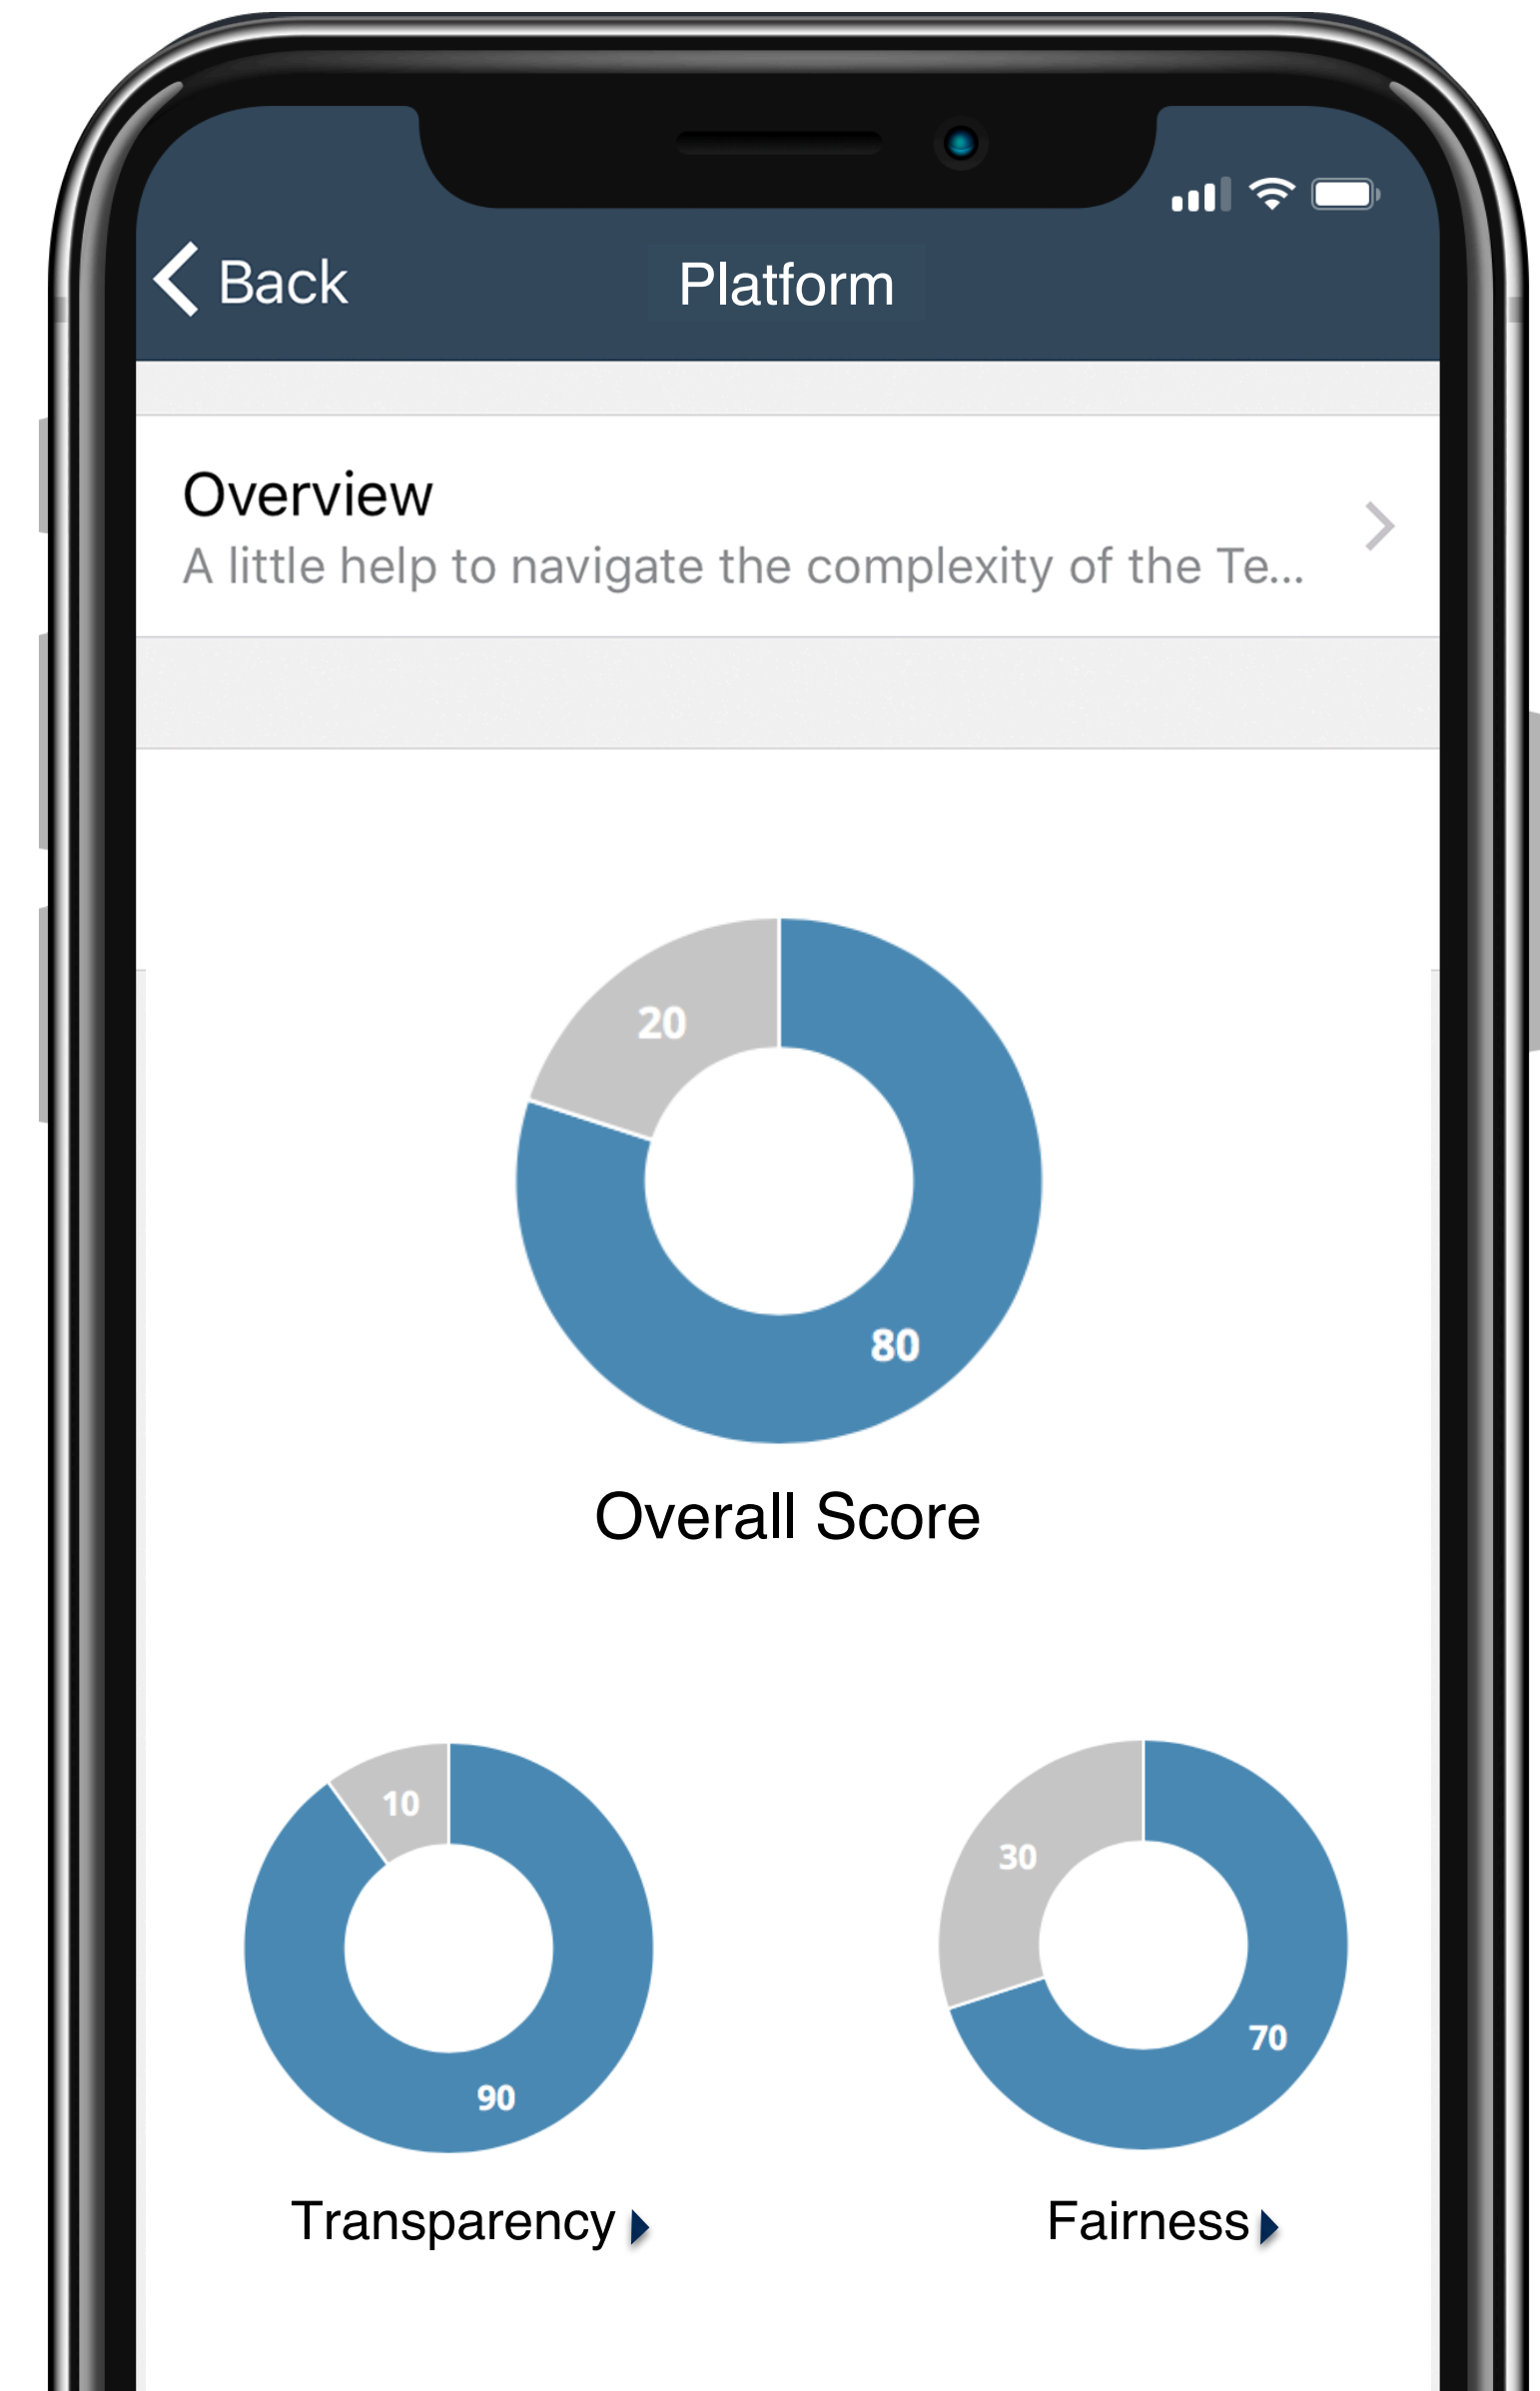 Back
Platform
Overview
A little help to navigate the complexity of the Te...
20
80
Overall Score
10
90
30
70
Transparency
Fairness